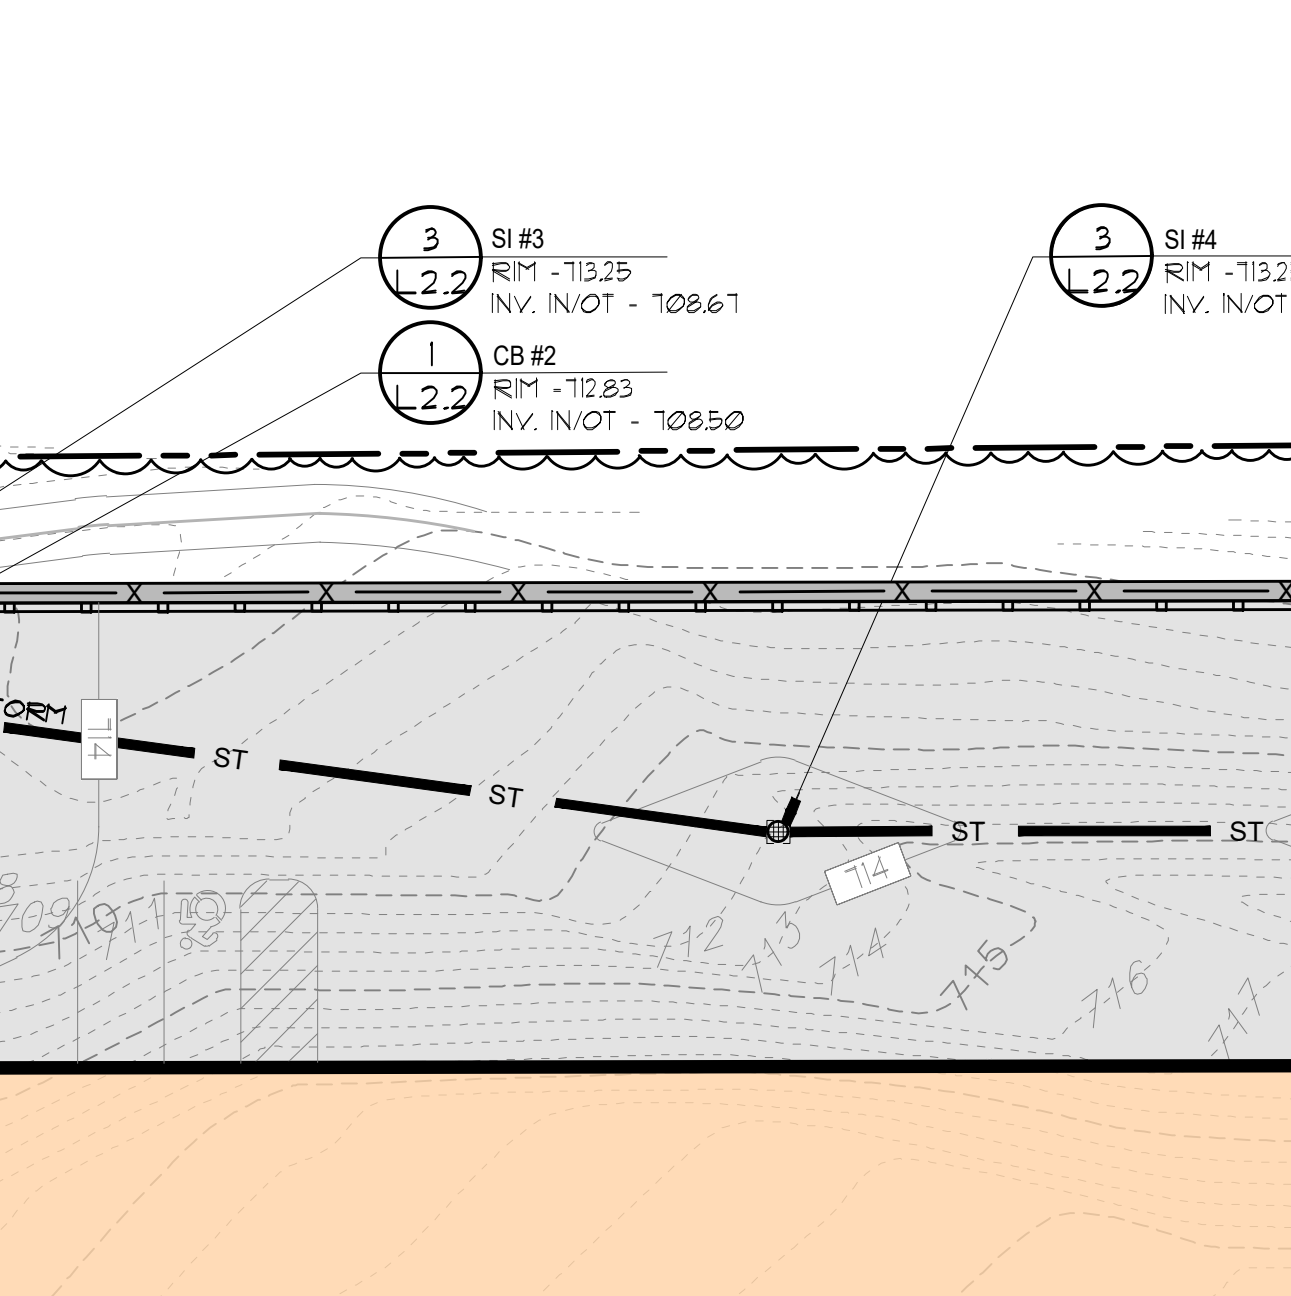 3
L2.2
SI #3
RIM -713.25
INV. IN/OT - 708.67
3
L2.2
SI #4
RIM -713.2
INV. IN/OT
1
L2.2
CB #2
RIM -712.83
INV. IN/OT - 708.50
TORM
714
ST
ST
ST
ST
714
709
710
711
712
713
714
715
716
717